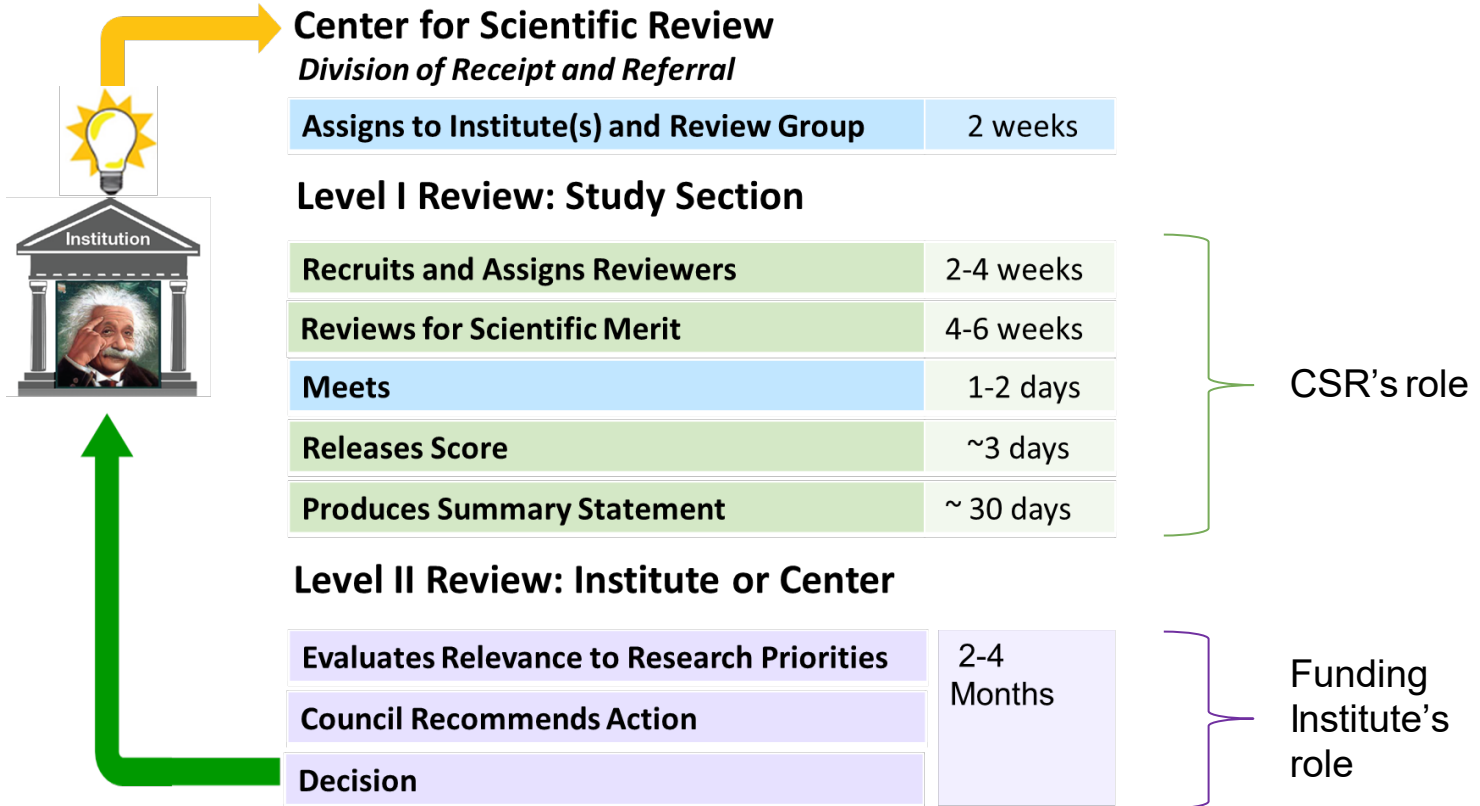 Center for Scientific Review
Division of Receipt and Referral
Assigns to Institute(s) and Review Group 2 weeks
Level I Review: Study Section
Institution
Recruits and Assigns Reviewers 2-4 weeks
Reviews for Scientific Merit 4-6 weeks
Meets 1-2 days
Releases Score ~3 days
Produces Summary Statement ~ 30 days
CSR’s role
Level II Review: Institute or Center
Evaluates Relevance to Research Priorities
Council Recommends Action
Decision
2-4
Months
Funding
Institute’s
role